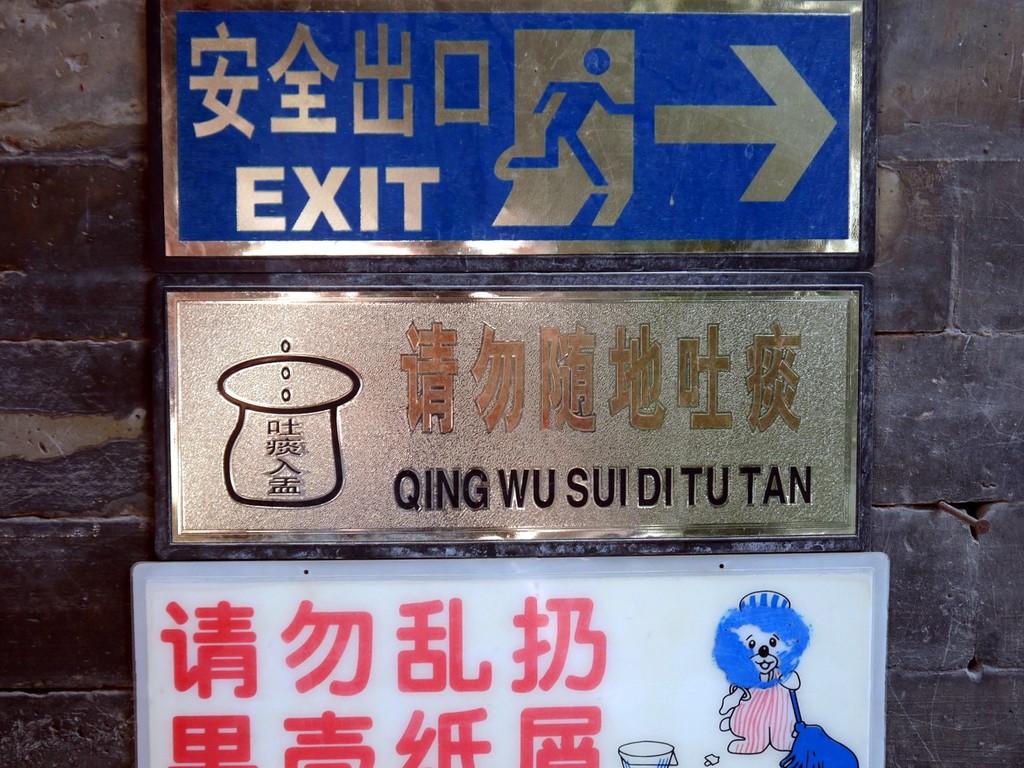 安全出口
EXIT
请勿随地吐痰
QING WU SUI DI TU TAN
吐
痰
入
盂
请勿乱扔
果壳纸屑